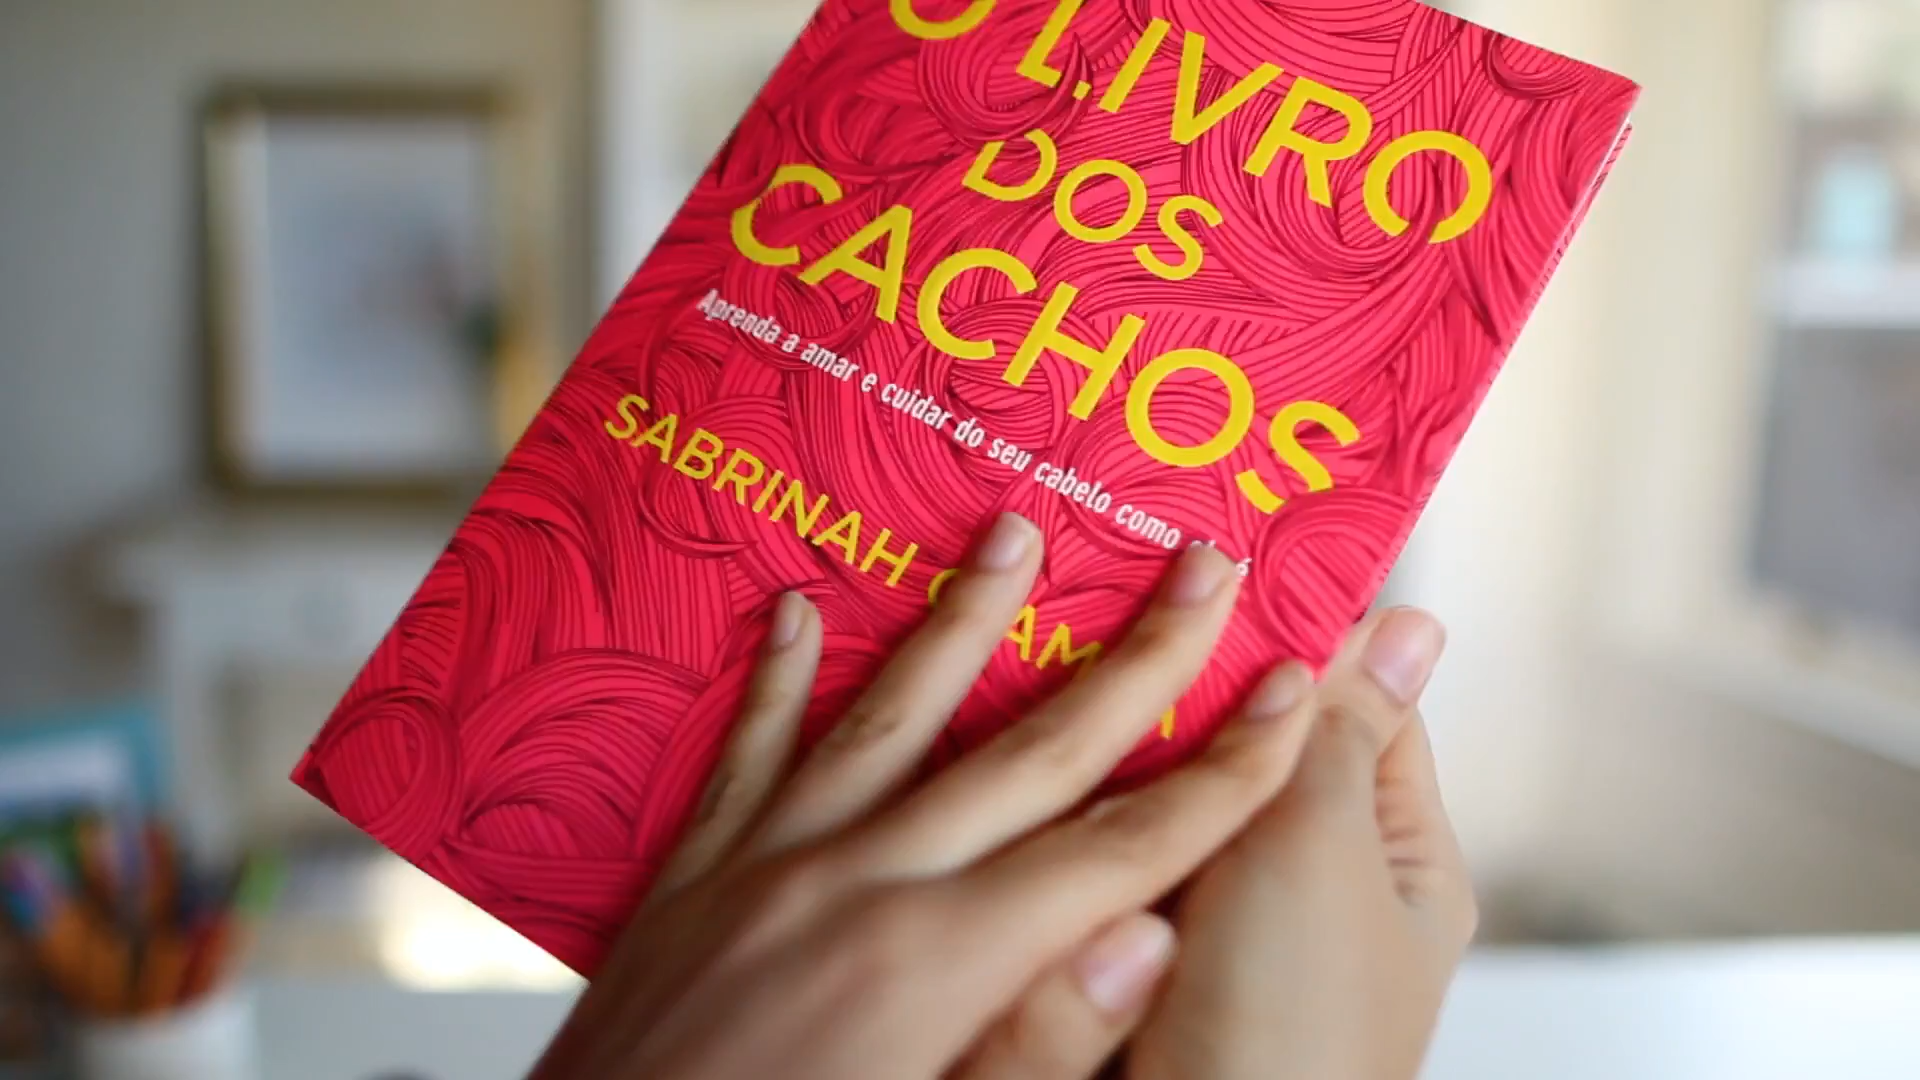 O LIVRO
DOS
CACHOS
Aprenda a amar e cuidar do seu cabelo como é
SABRINAH